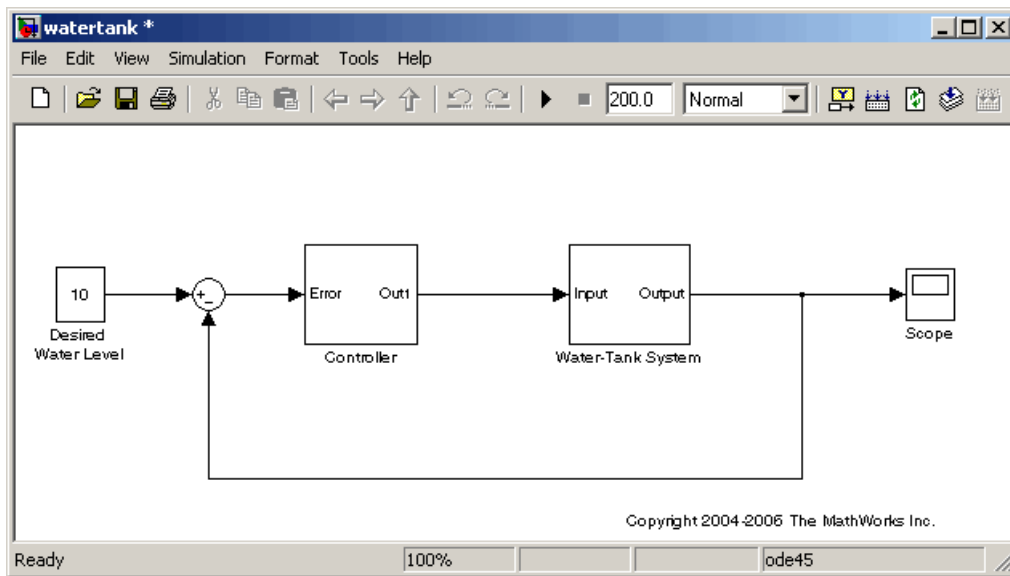 watertank *
File Edit View Simulation Format Tools Help
200.0 Normal
10
Desired
Water Level
+-
Error Out1
Controller
Input Output
Water-Tank System
Scope
Copyright 2004-2006 The MathWorks Inc.
Ready 100% ode45